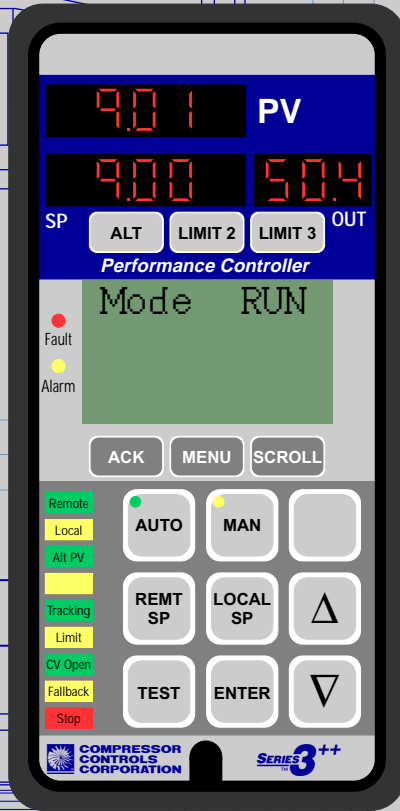 9.01 PV
9.00 50.4
SP OUT
ALT LIMIT 2 LIMIT 3
Performance Controller
Mode RUN
Fault
Alarm
ACK MENU SCROLL
Remote
Local
Alt PV
Tracking
Limit
CV Open
Fallback
Stop
AUTO MAN
REMT
SP
LOCAL
SP
Δ
TEST ENTER ∇
COMPRESSOR
CONTROLS
CORPORATION
SERIES 3++
TM